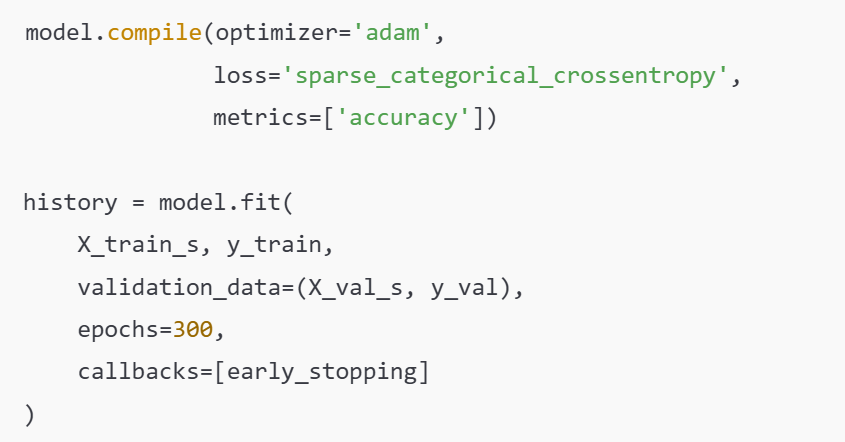 model.compile(optimizer='adam',
              loss='sparse_categorical_crossentropy',
              metrics=['accuracy'])

history = model.fit(
    X_train_s, y_train,
    validation_data=(X_val_s, y_val),
    epochs=300,
    callbacks=[early_stopping]
)